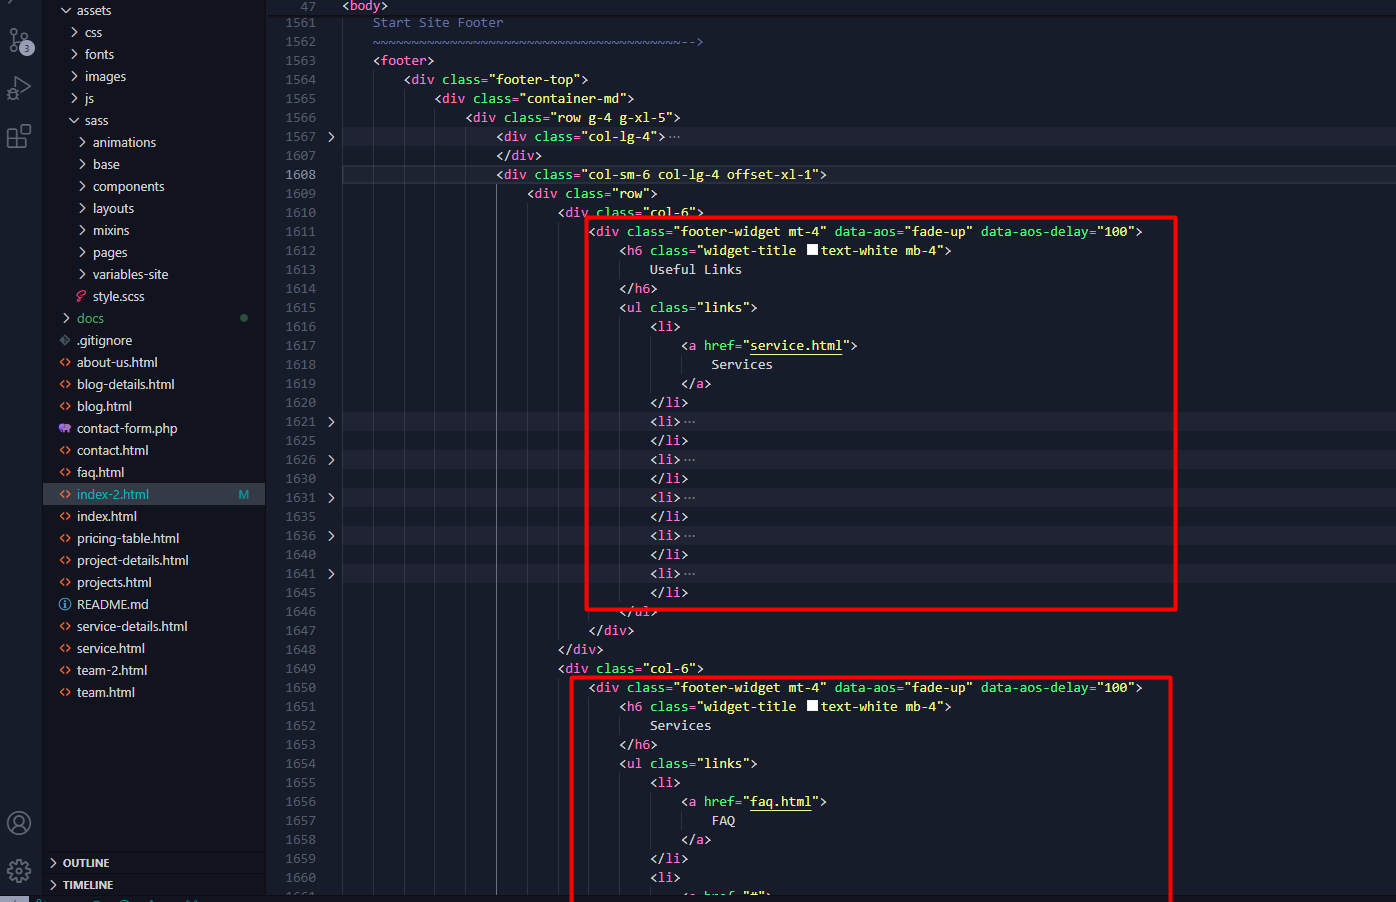 assets
css
fonts
images
js
sass
animations
base
components
layouts
mixins
pages
variables-site
style.scss
docs
.gitignore
about-us.html
blog-details.html
blog.html
contact-form.php
contact.html
faq.html
index-2.html M
index.html
pricing-table.html
project-details.html
projects.html
README.md
service-details.html
service.html
team-2.html
team.html
OUTLINE
TIMELINE
3
47 <body>
1561 Start Site Footer
1562 ~~~~~~~~~~~~~~~~~~~~~~~~~~~~~~~~~~~~~~~~-->
1563 <footer>
1564 <div class="footer-top">
1565 <div class="container-md">
1566 <div class="row g-4 g-xl-5">
1567 <div class="col-lg-4">···
1607 </div>
1608 <div class="col-sm-6 col-lg-4 offset-xl-1">
1609 <div class="row">
1610 <div class="col-6">
1611 <div class="footer-widget mt-4" data-aos="fade-up" data-aos-delay="100">
1612 <h6 class="widget-title text-white mb-4">
1613 Useful Links
1614 </h6>
1615 <ul class="links">
1616 <li>
1617 <a href="service.html">
1618 Services
1619 </a>
1620 </li>
1621 <li>···
1625 </li>
1626 <li>···
1630 </li>
1631 <li>···
1635 </li>
1636 <li>···
1640 </li>
1641 <li>···
1645 </li>
1646 </ul>
1647 </div>
1648 </div>
1649 <div class="col-6">
1650 <div class="footer-widget mt-4" data-aos="fade-up" data-aos-delay="100">
1651 <h6 class="widget-title text-white mb-4">
1652 Services
1653 </h6>
1654 <ul class="links">
1655 <li>
1656 <a href="faq.html">
1657 FAQ
1658 </a>
1659 </li>
1660 <li>
1661 <a href="#">